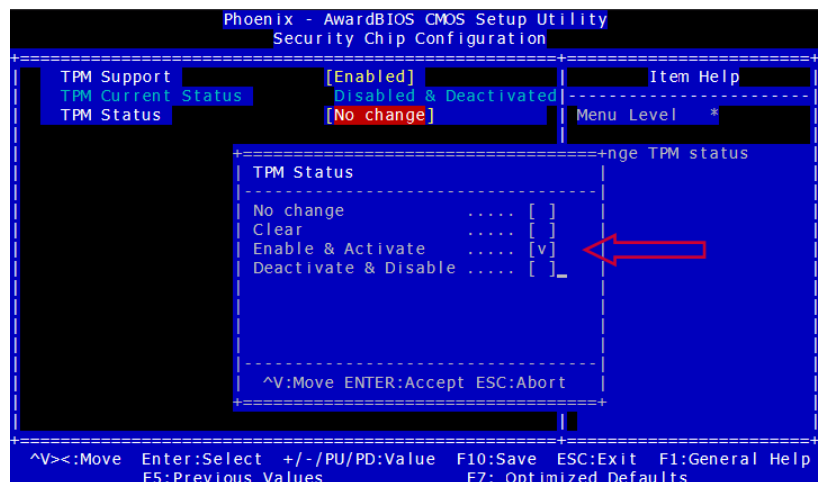 Phoenix - AwardBIOS CMOS Setup Utility
Security Chip Configuration
TPM Support [Enabled] Item Help
TPM Current Status Disabled & Deactivated
TPM Status [No change] Menu Level *
nge TPM status
TPM Status
No change ..... [ ]
Clear ..... [ ]
Enable & Activate ..... [v]
Deactivate & Disable ..... [ ]_
^V:Move ENTER:Accept ESC:Abort
^V><:Move Enter:Select +/-/PU/PD:Value F10:Save ESC:Exit F1:General Help
F5:Previous Values F7: Optimized Defaults